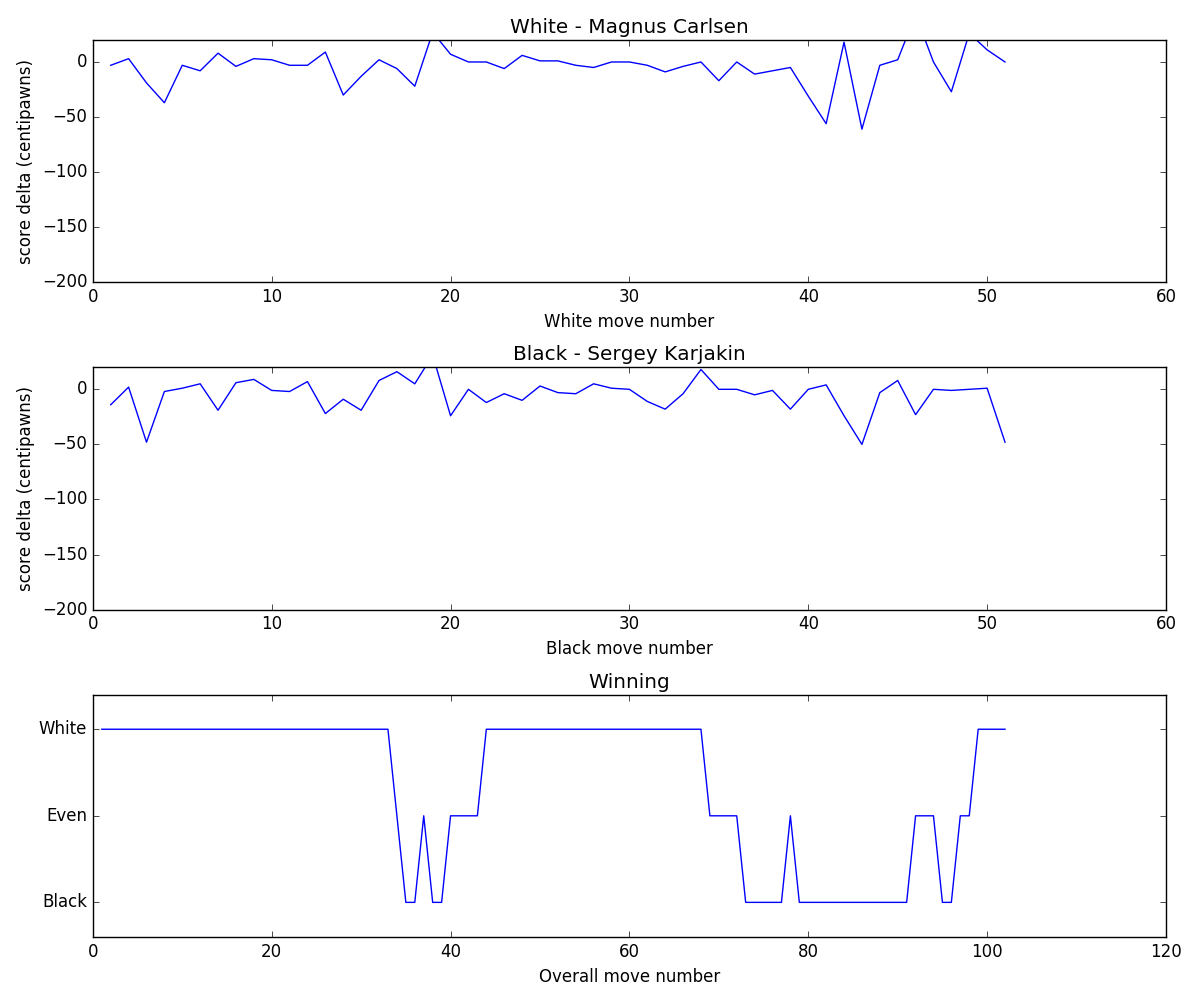 White - Magnus Carlsen
score delta (centipawns)
0
−50
−100
−150
−200
0 10 20 30 40 50 60
White move number
Black - Sergey Karjakin
score delta (centipawns)
0
−50
−100
−150
−200
0 10 20 30 40 50 60
Black move number
Winning
White
Even
Black
0 20 40 60 80 100 120
Overall move number